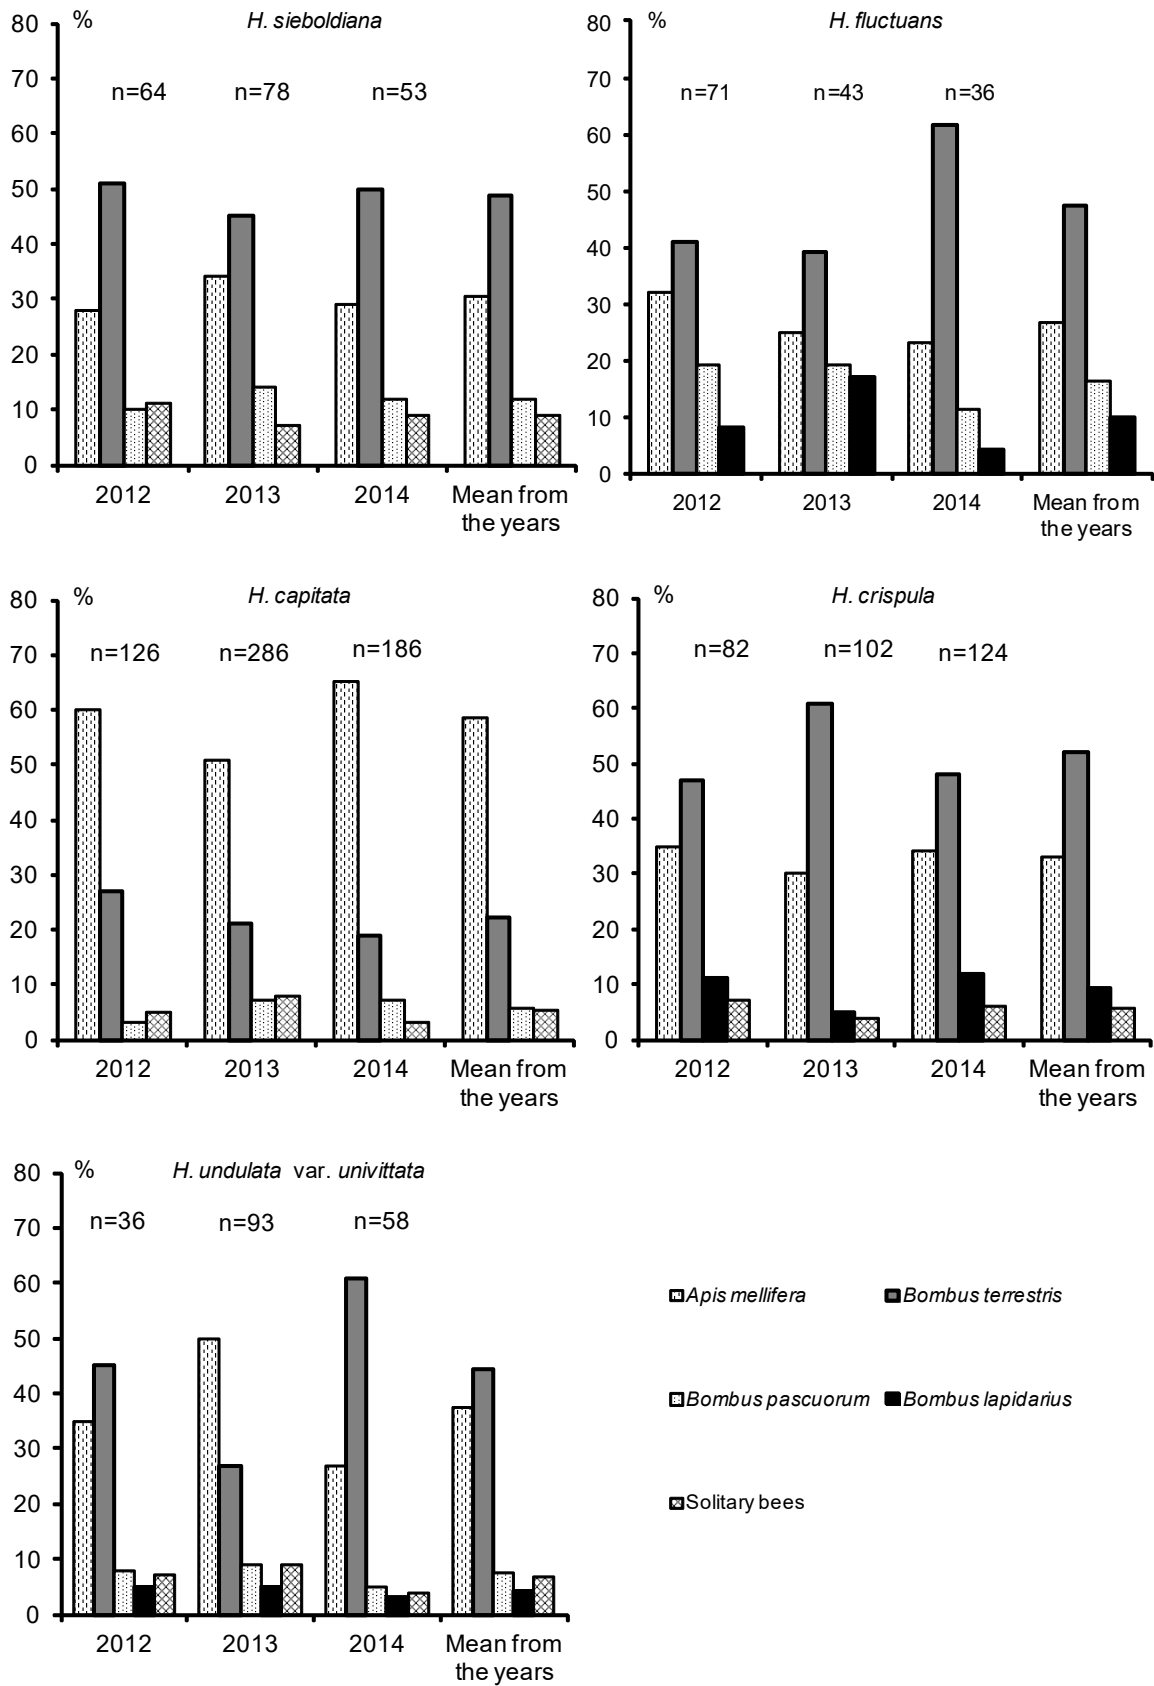 80 % H. sieboldiana
70
n=64 n=78 n=53
60
50
40
30
20
10
0
2012 2013 2014 Mean from
the years
80 % H. fluctuans
70
n=71 n=43 n=36
60
50
40
30
20
10
0
2012 2013 2014 Mean from
the years
80 % H. capitata
70
n=126 n=286 n=186
60
50
40
30
20
10
0
2012 2013 2014 Mean from
the years
80 % H. crispula
70
n=82 n=102 n=124
60
50
40
30
20
10
0
2012 2013 2014 Mean from
the years
80 % H. undulata var. univittata
70
n=36 n=93 n=58
60
50
40
30
20
10
0
2012 2013 2014 Mean from
the years
Apis mellifera Bombus terrestris
Bombus pascuorum Bombus lapidarius
Solitary bees